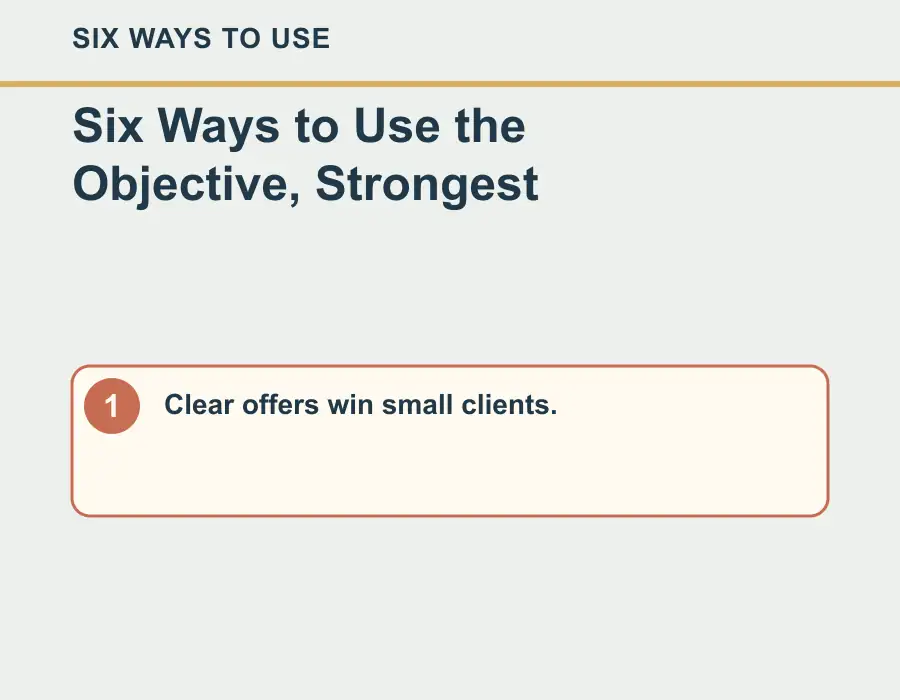 SIX WAYS TO USE
Six Ways to Use the
Objective, Strongest
1
Clear offers win small clients.